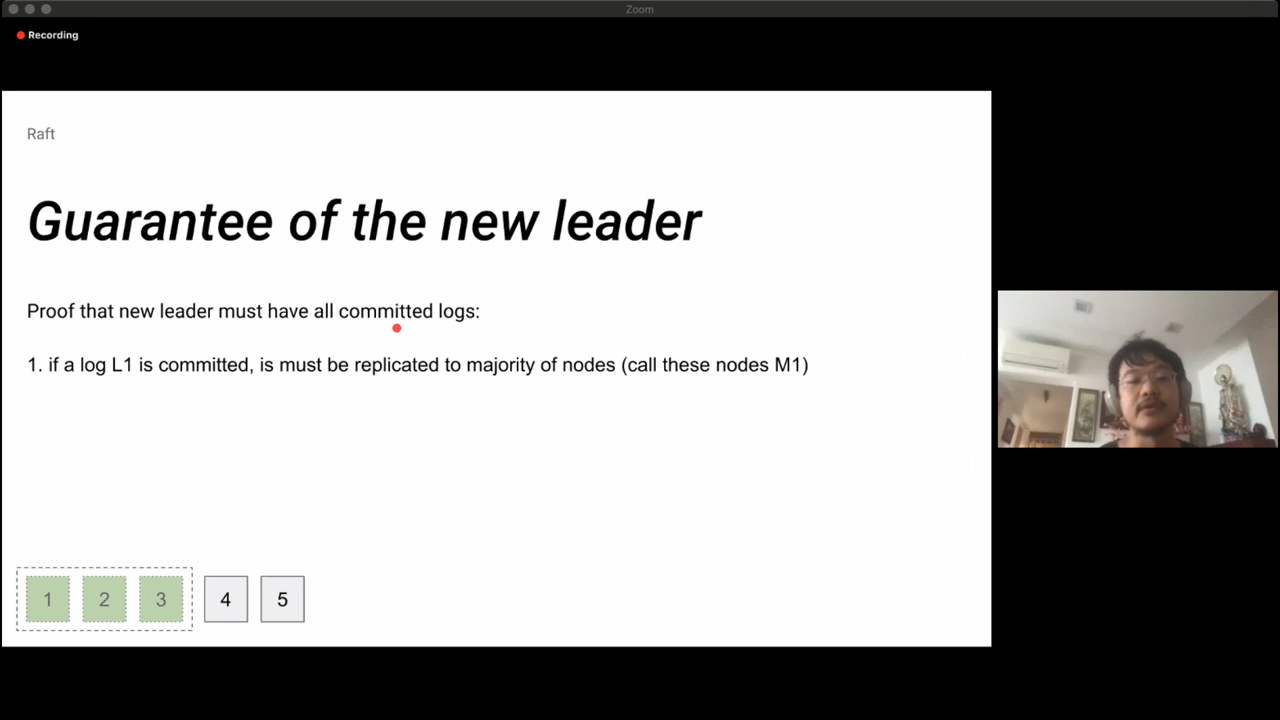 Zoom
Recording
Raft
Guarantee of the new leader
Proof that new leader must have all committed logs:
1. if a log L1 is committed, is must be replicated to majority of nodes (call these nodes M1)
1 2 3 4 5